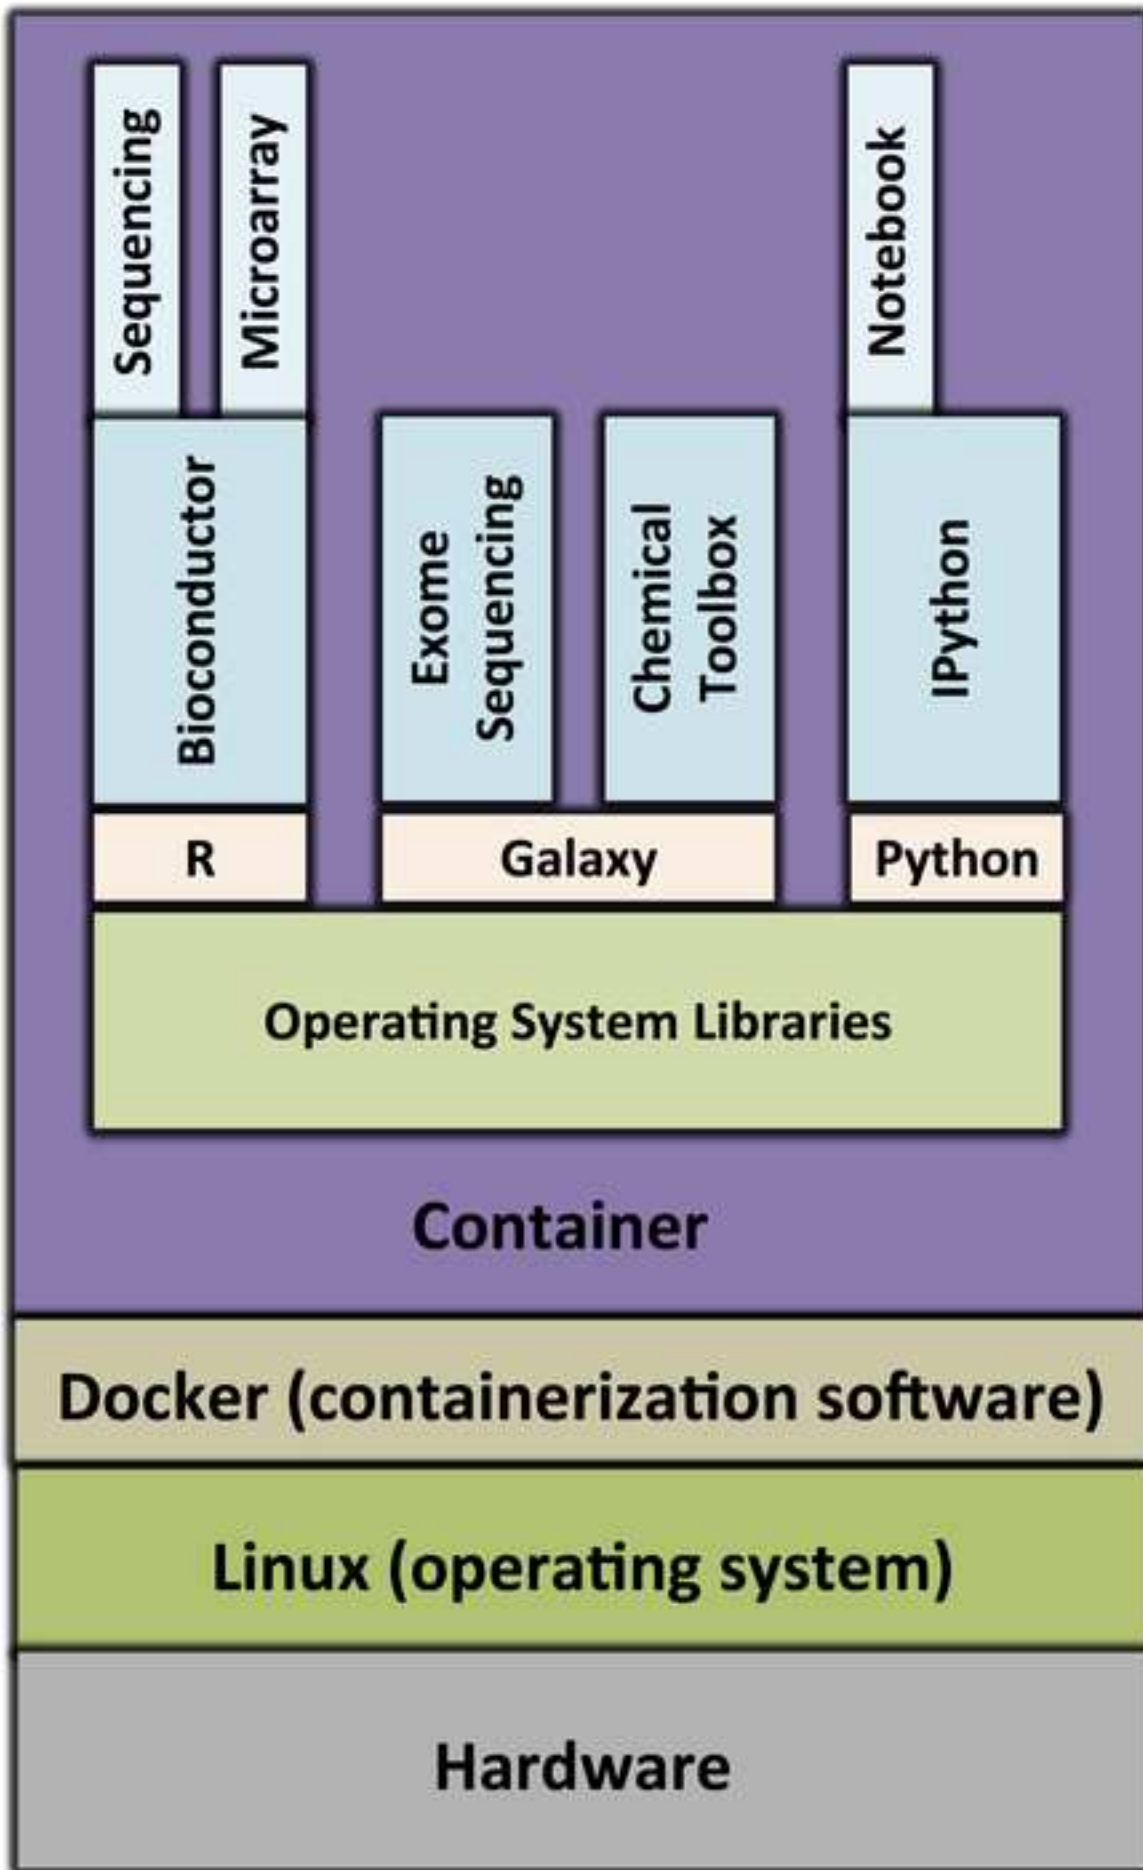 Sequencing
Microarray
Notebook
Bioconductor
Exome
Sequencing
Chemical
Toolbox
IPython
R
Galaxy
Python
Operating System Libraries
Container
Docker (containerization software)
Linux (operating system)
Hardware